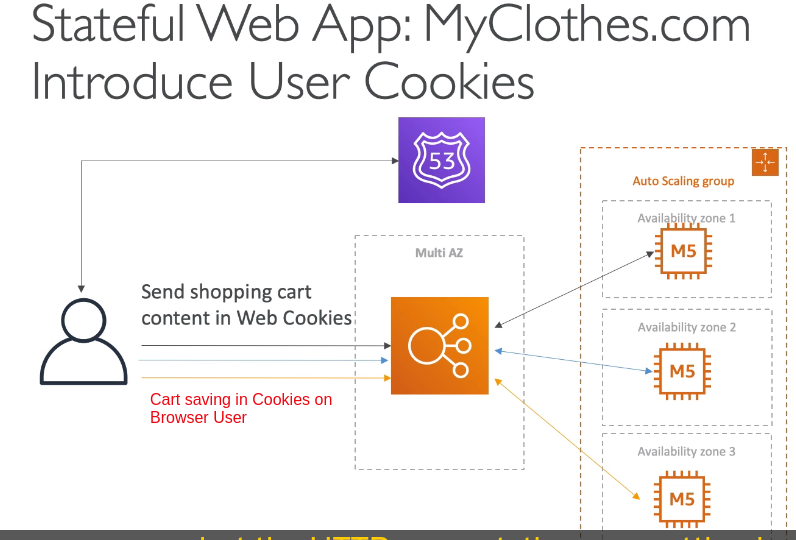 Stateful Web App: MyClothes.com
Introduce User Cookies
53
Auto Scaling group
Availability zone 1
M5
Multi AZ
Send shopping cart
content in Web Cookies
Availability zone 2
M5
Cart saving in Cookies on
Browser User
Availability zone 3
M5